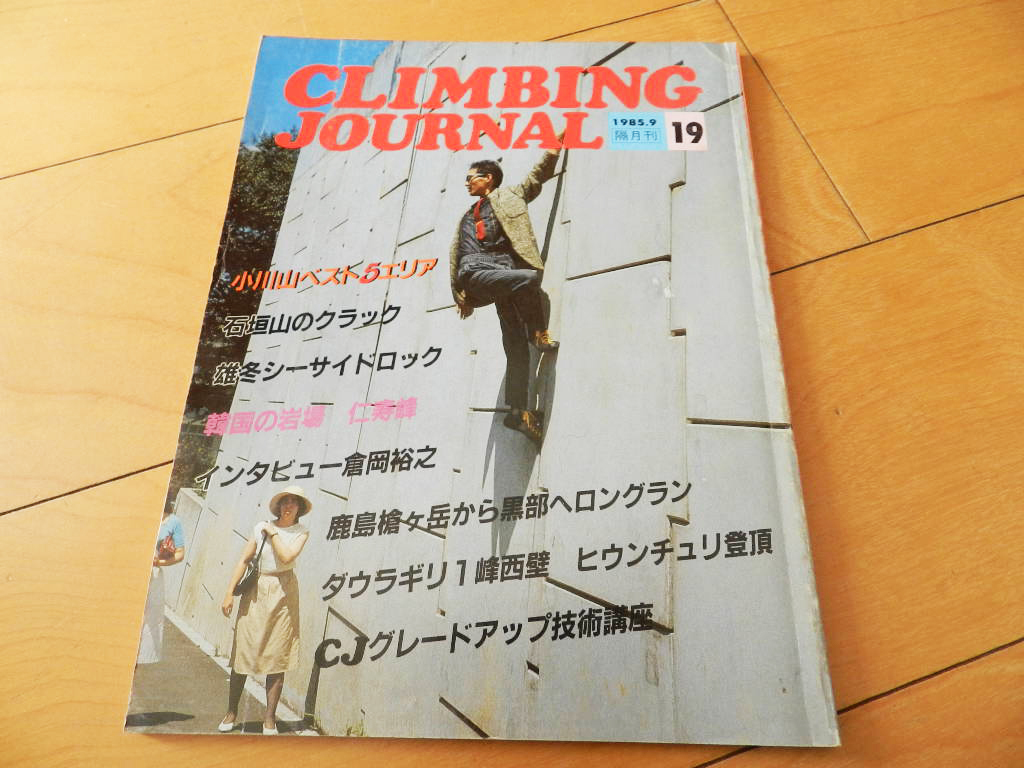 CLIMBING
JOURNAL
1985.9
隔月刊
19
小川山ベスト5エリア
石垣山のクラック
雄冬シーサイドロック
韓国の岩場 仁寿峰
インタビュー倉岡裕之
鹿島槍ヶ岳から黒部へロングラン
ダウラギリ1峰西壁 ヒウンチュリ登頂
CJグレードアップ技術講座